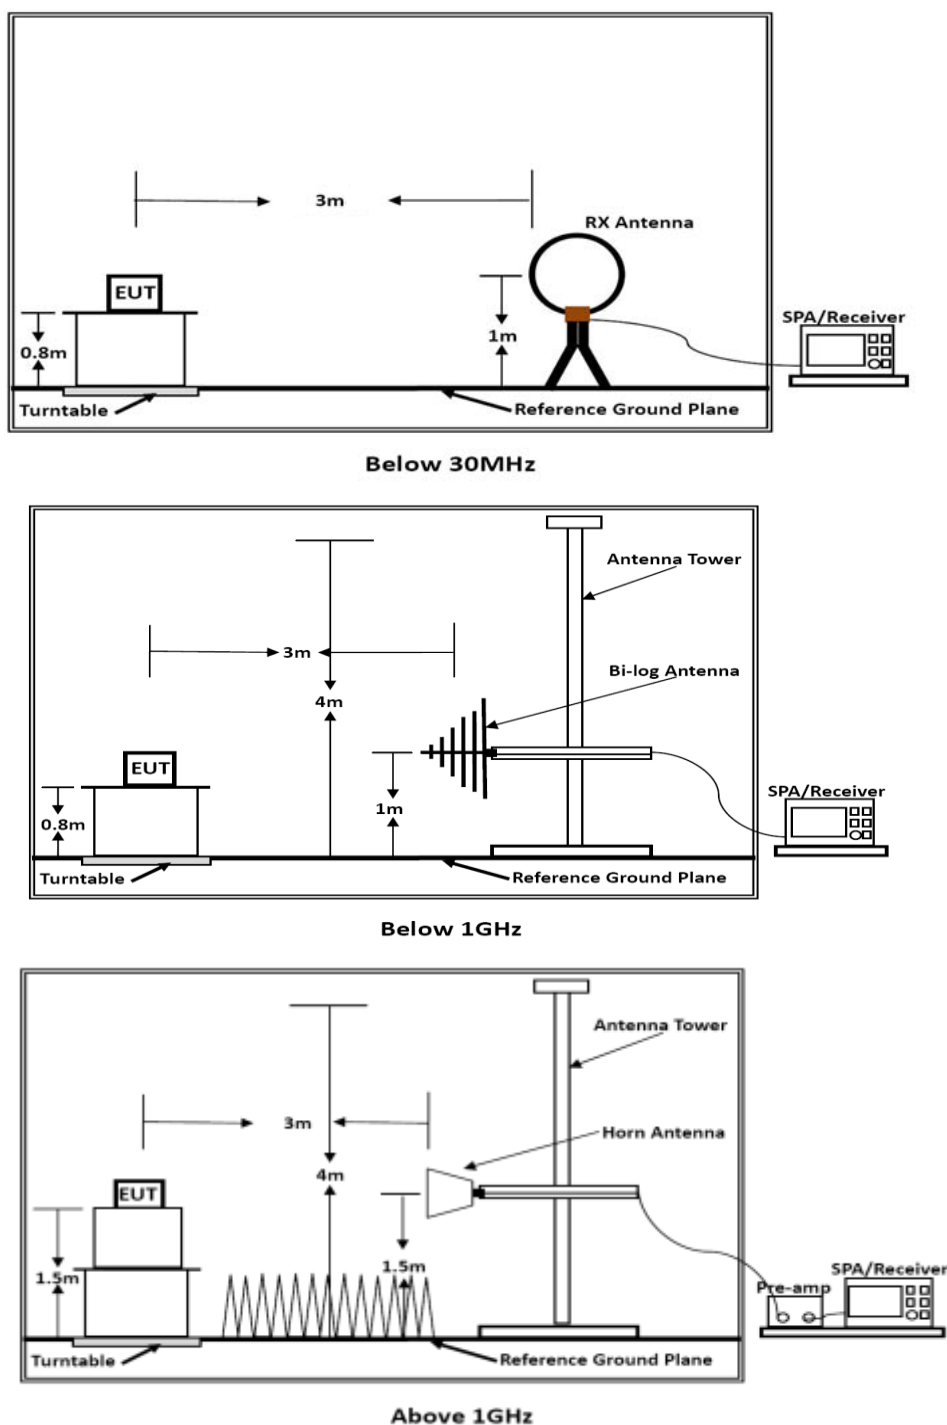 3m
RX Antenna
EUT
SPA/Receiver
1m
0.8m
Turntable
Reference Ground Plane
Below 30MHz
Antenna Tower
3m
Bi-log Antenna
4m
EUT
SPA/Receiver
1m
0.8m
Turntable
Reference Ground Plane
Below 1GHz
Antenna Tower
3m
Horn Antenna
4m
EUT
1.5m
SPA/Receiver
1.5m
Pre-amp
Turntable
Reference Ground Plane
Above 1GHz